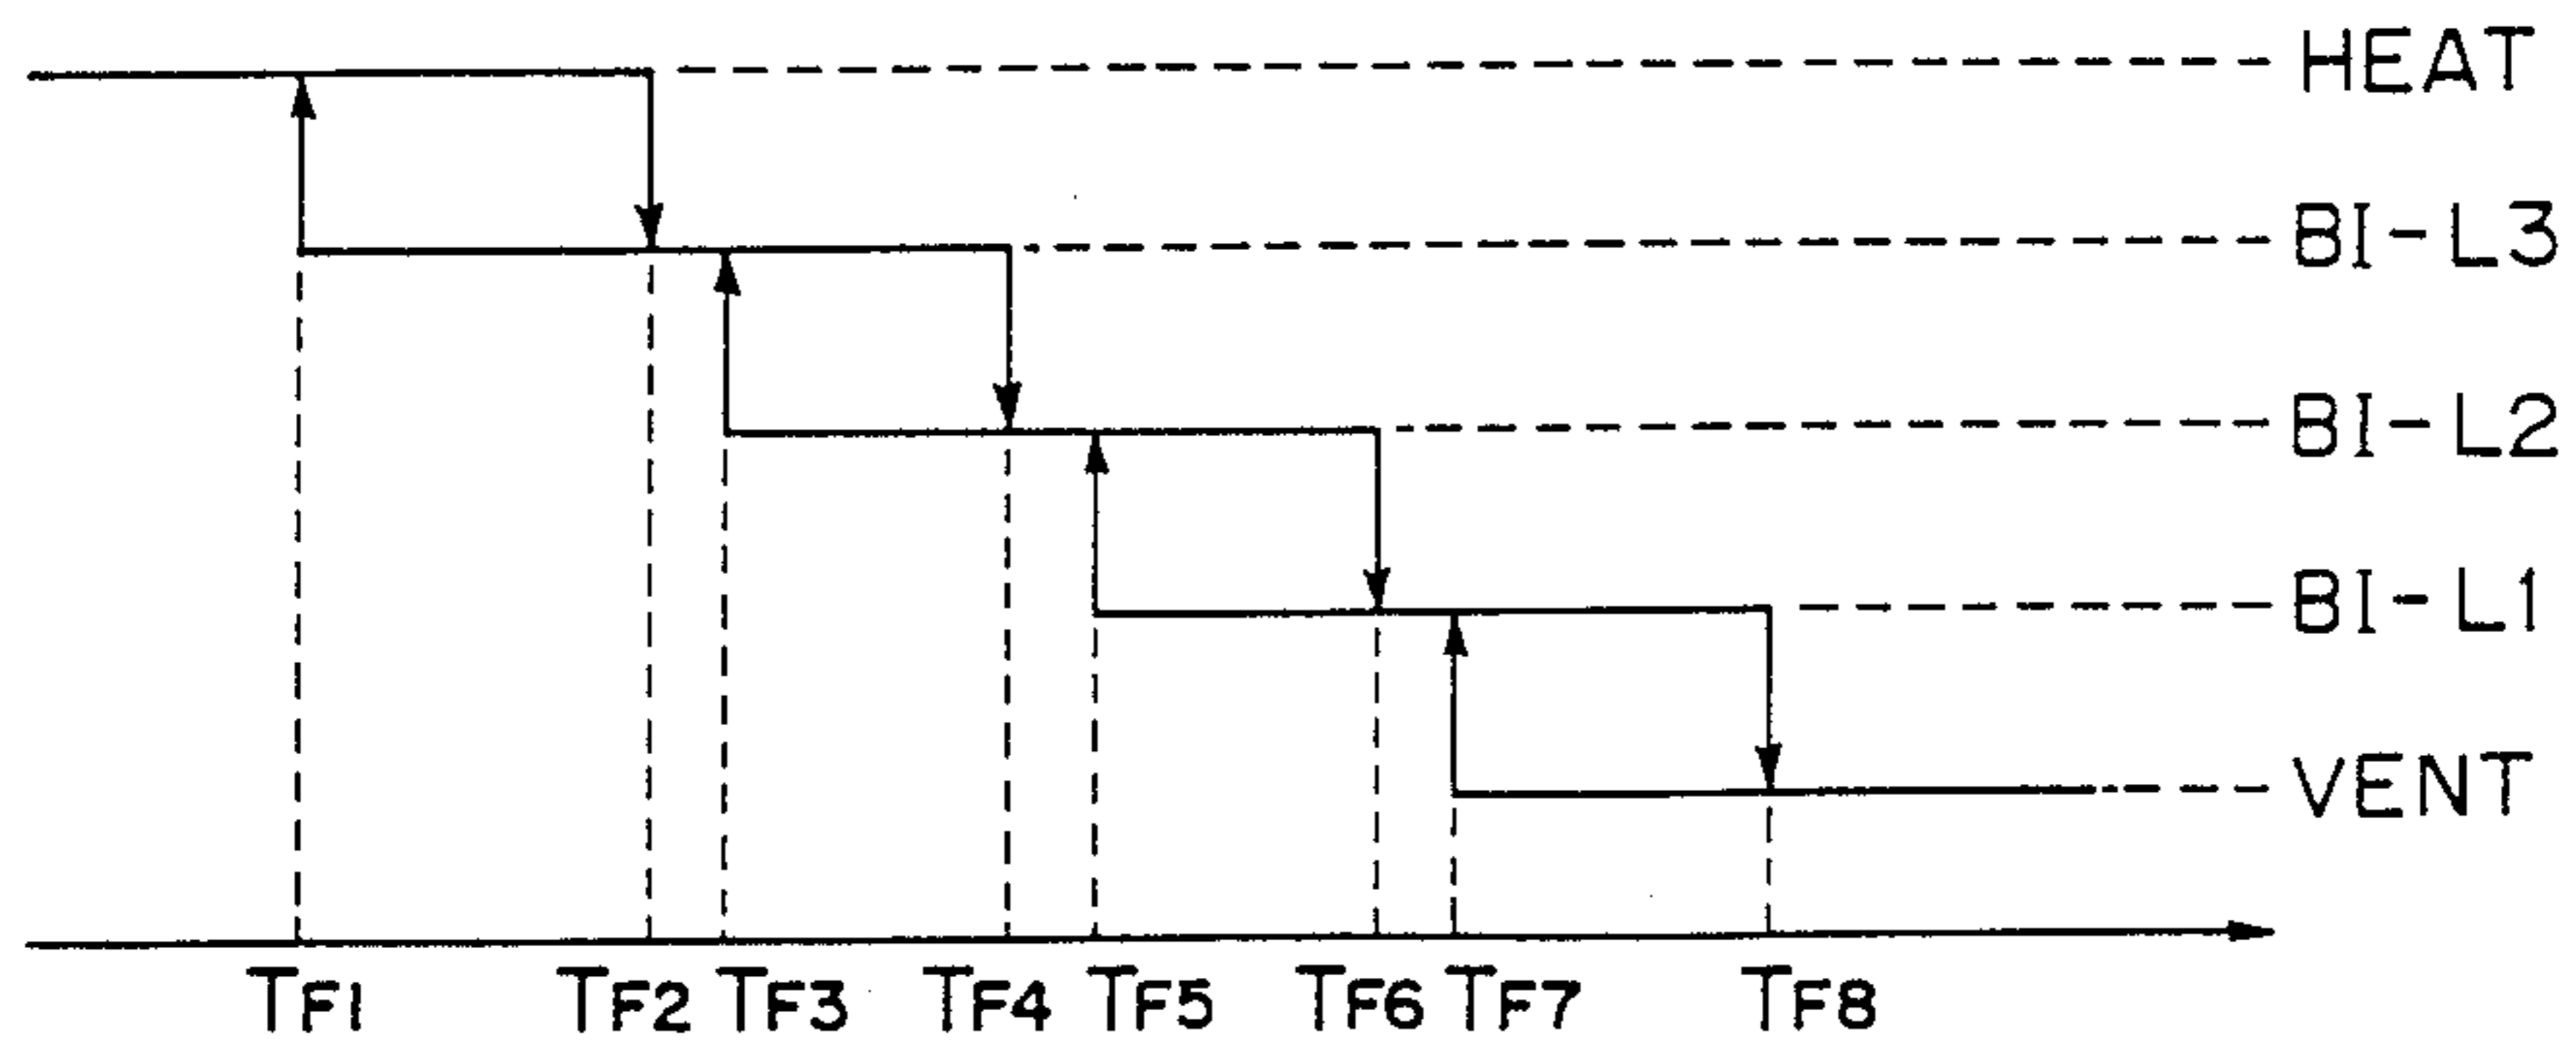 HEAT
BI-L3
BI-L2
BI-L1
VENT
TF1 TF2 TF3 TF4 TF5 TF6 TF7 TF8